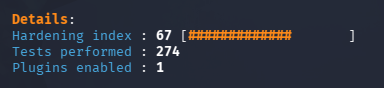 Details:
Hardening index : 67 [#############       ]
Tests performed : 274
Plugins enabled : 1